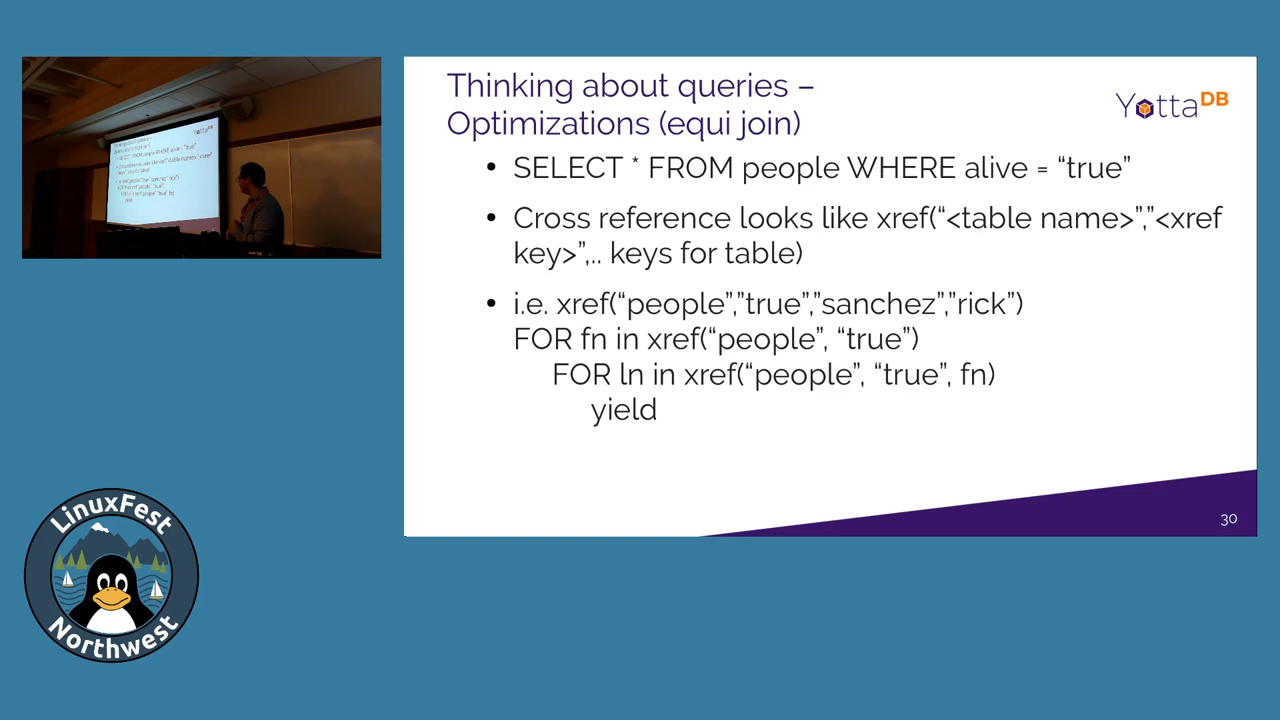 Thinking about queries –
Optimizations (equi join)
YottaDB
• SELECT * FROM people WHERE alive = “true”
• Cross reference looks like xref(“<table name>”,”<xref
key>”,.. keys for table)
• i.e. xref(“people”,”true”,”sanchez”,”rick”)
FOR fn in xref(“people”, “true”)
FOR ln in xref(“people”, “true”, fn)
yield
30
LinuxFest
Northwest